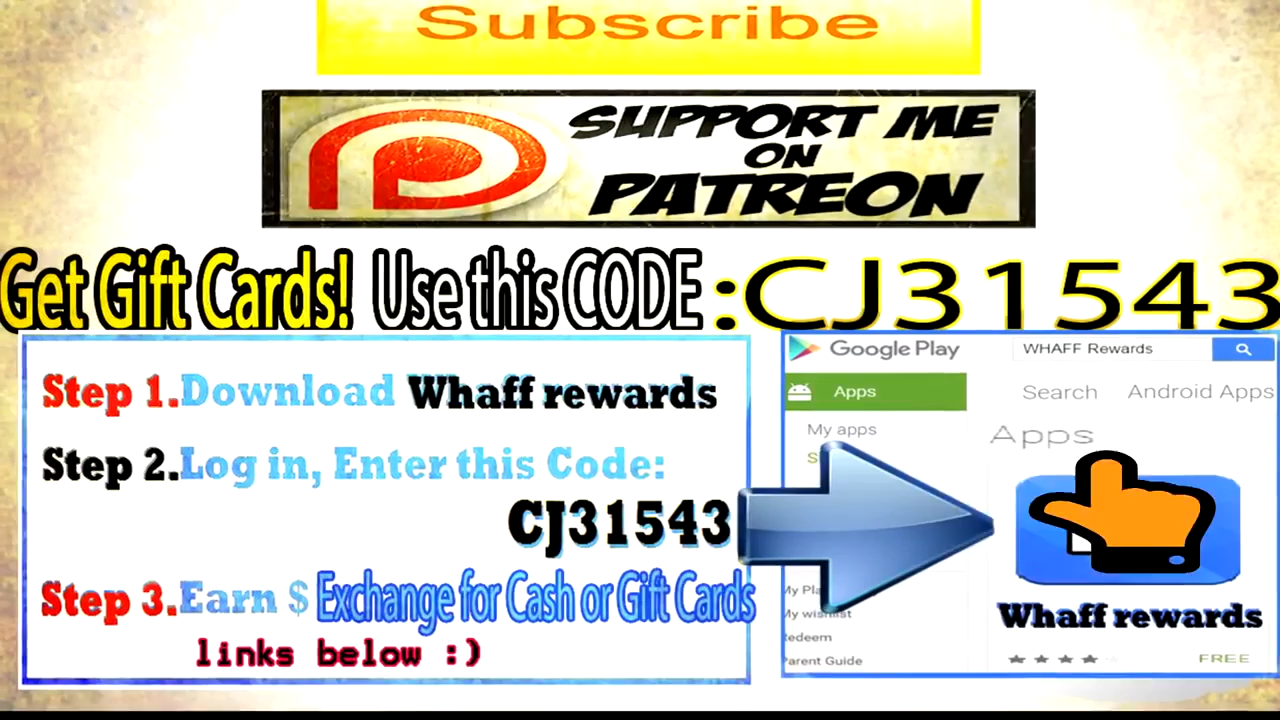 Subscribe
SUPPORT ME
ON
PATREON
Get Gift Cards! Use this CODE :CJ31543
Step 1.Download Whaff rewards
Step 2.Log in, Enter this Code:
CJ31543
Step 3.Earn $ Exchange for Cash or Gift Cards
links below :)
Google Play
WHAFF Rewards
Apps
Search
Android Apps
My apps
Apps
My wishlist
Redeem
Parent Guide
Whaff rewards
FREE